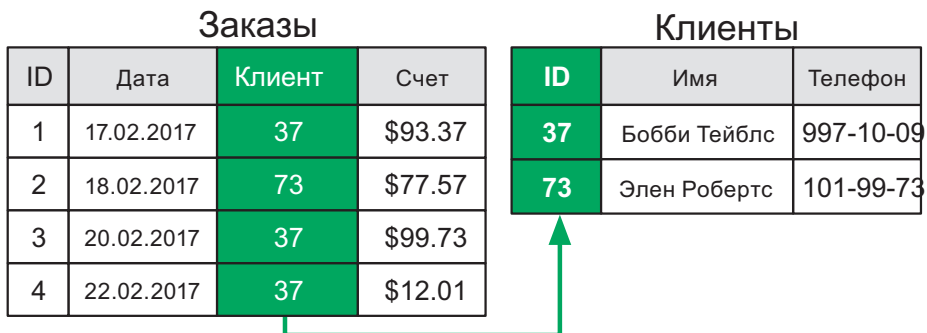 Заказы
ID Дата Клиент Счет
1 17.02.2017 37 $93.37
2 18.02.2017 73 $77.57
3 20.02.2017 37 $99.73
4 22.02.2017 37 $12.01
Клиенты
ID Имя Телефон
37 Бобби Тейблс 997-10-09
73 Элен Робертс 101-99-73